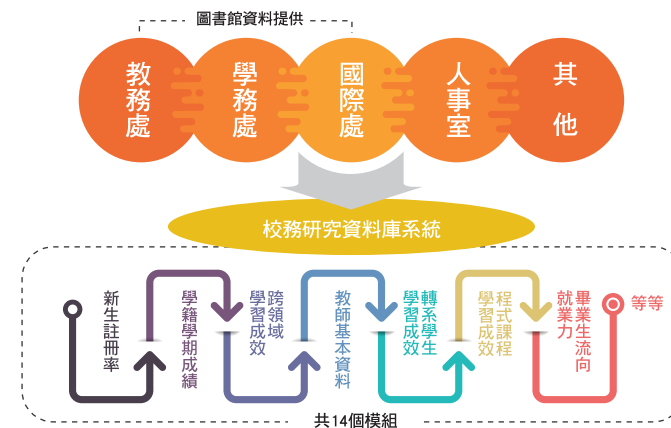 圖書館資料提供
教務處
學務處
國際處
人事室
其他
校務研究資料庫系統
新生註冊率
學籍學期成績
跨領域
學習成效
教師基本資料
轉系學生
學習成效
程式課程
學習成效
畢業生流向
就業力
等等
共14個模組